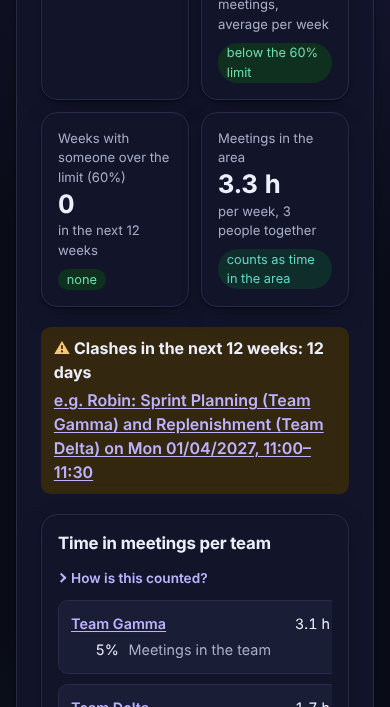 meetings,
average per week
below the 60%
limit
Weeks with
someone over the
limit (60%)
0
in the next 12
weeks
none
Meetings in the
area
3.3 h
per week, 3
people together
counts as time
in the area
Clashes in the next 12 weeks: 12
days
e.g. Robin: Sprint Planning (Team
Gamma) and Replenishment (Team
Delta) on Mon 01/04/2027, 11:00–
11:30
Time in meetings per team
How is this counted?
Team Gamma 3.1 h
5% Meetings in the team
Team Delta 1.7 h